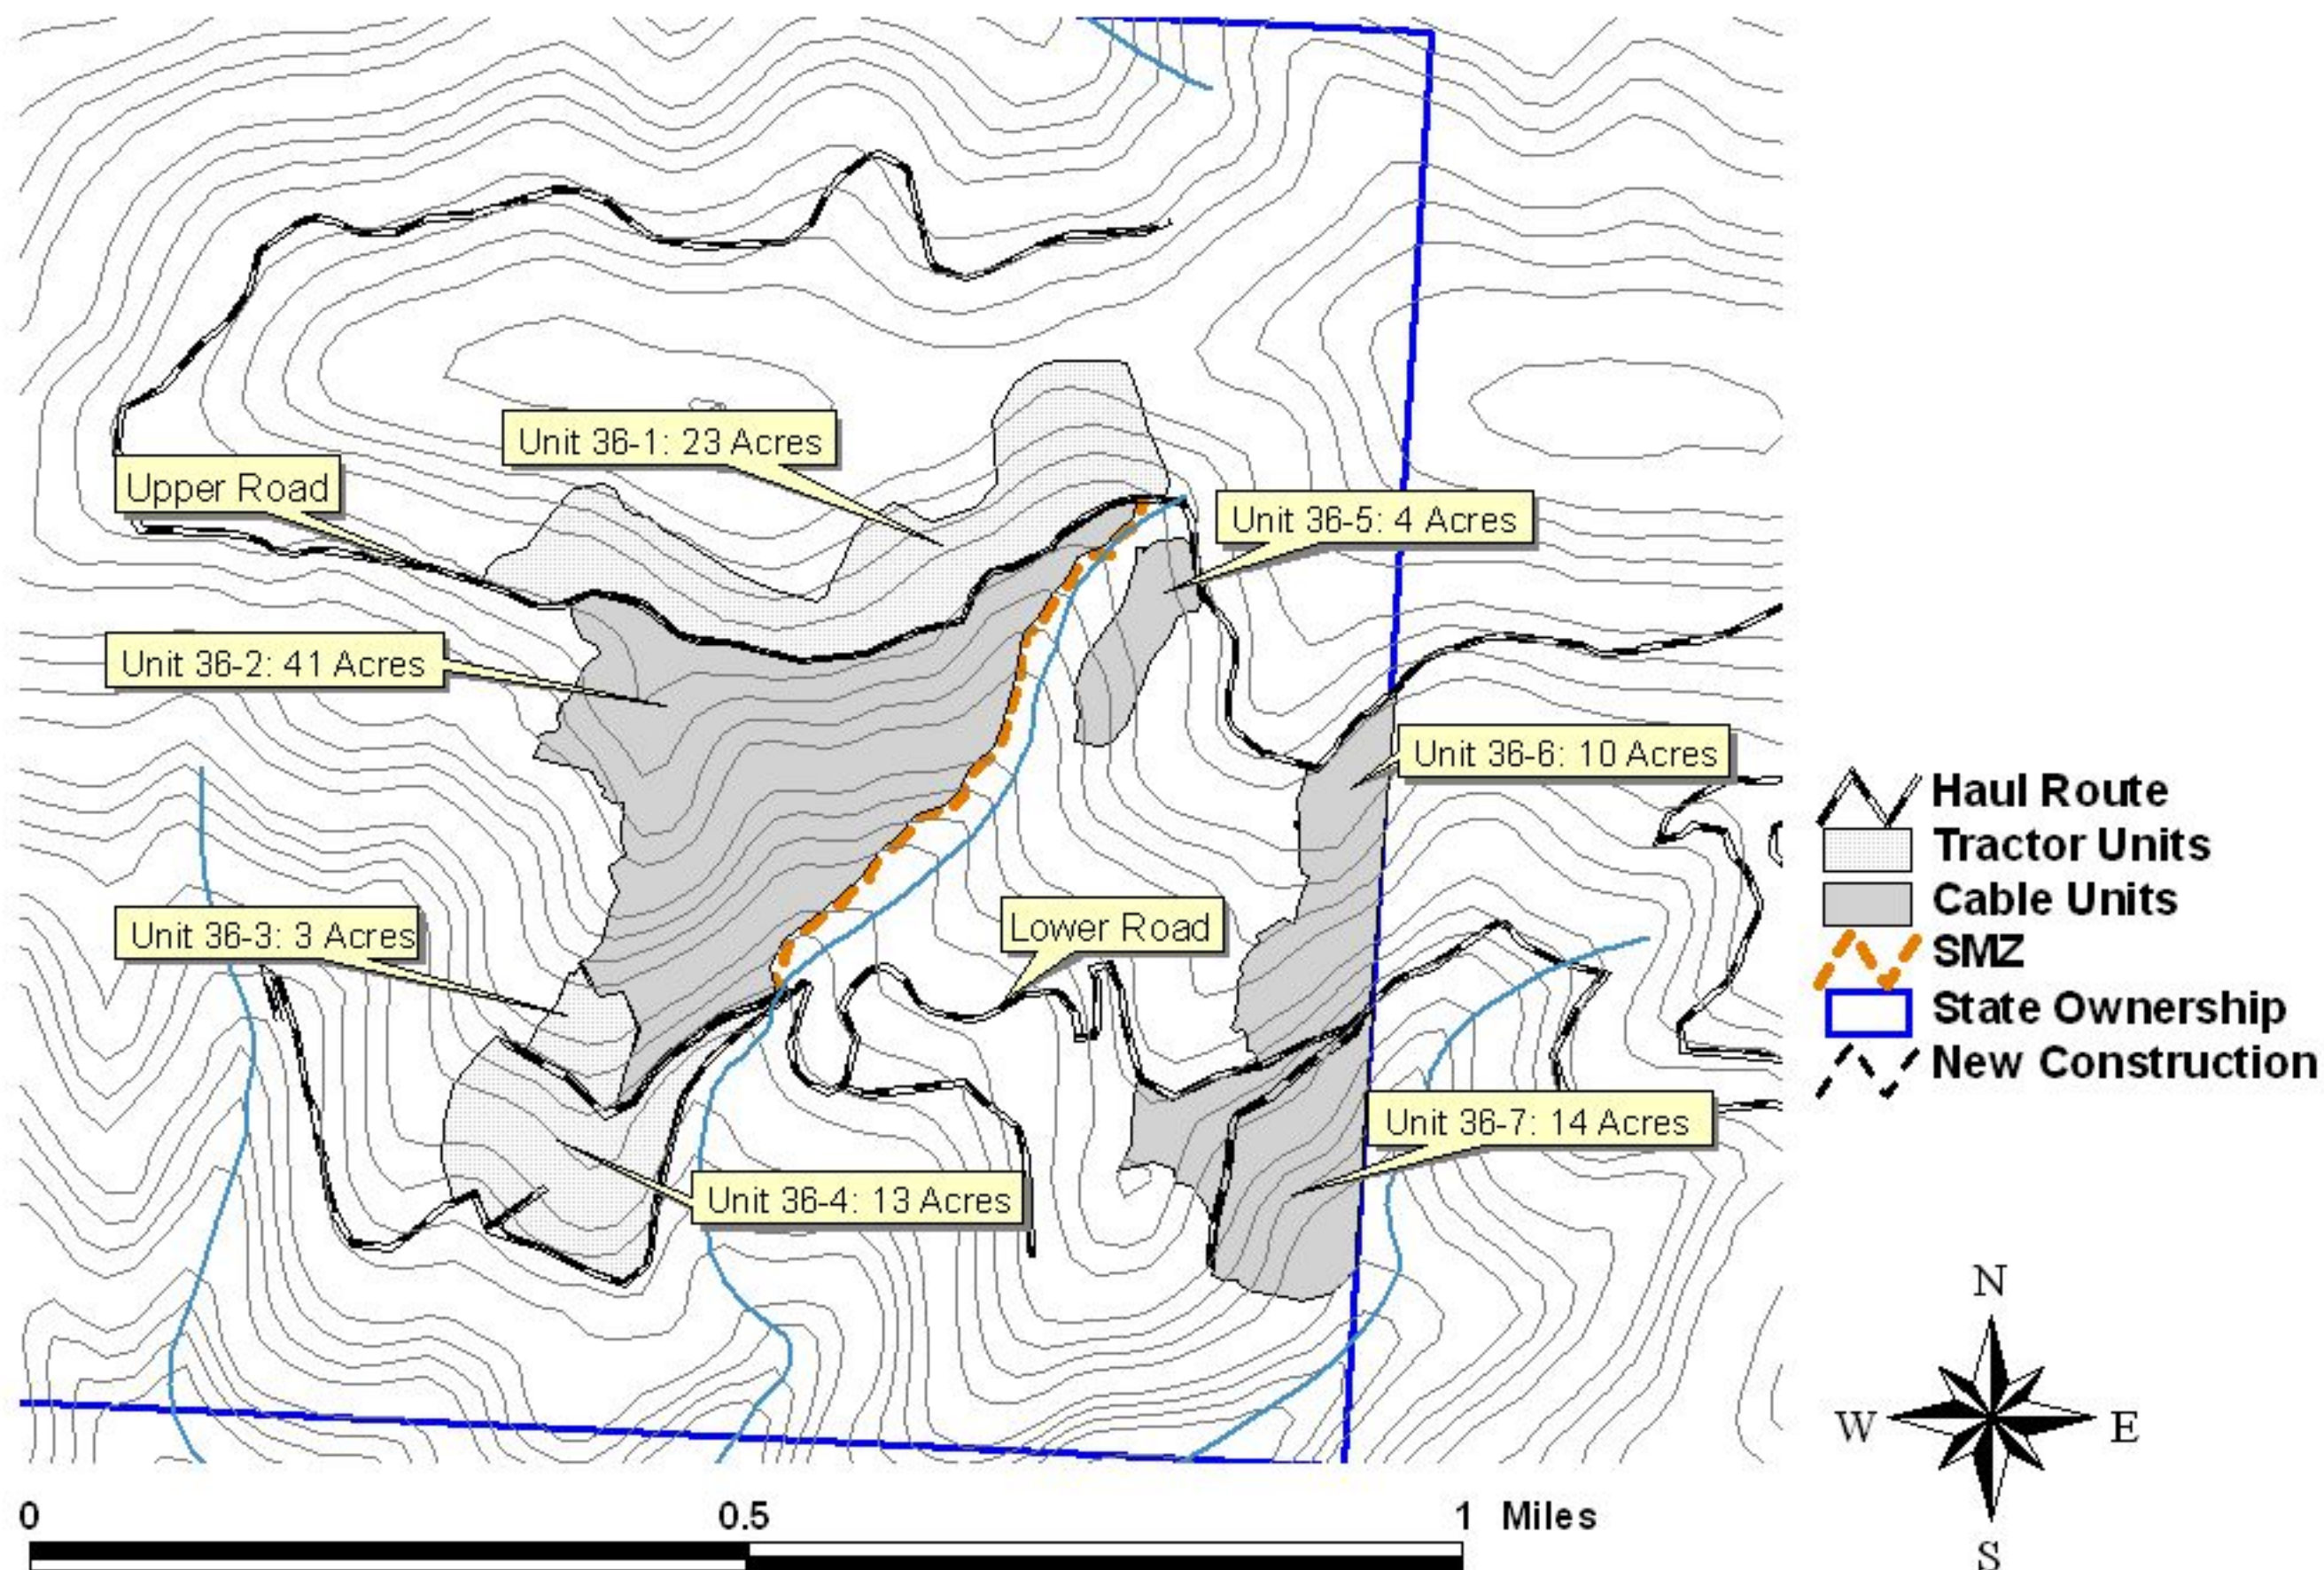 Unit 36-1: 23 Acres
Upper Road
Unit 36-5: 4 Acres
Unit 36-2: 41 Acres
Unit 36-6: 10 Acres
Unit 36-3: 3 Acres
Lower Road
Unit 36-7: 14 Acres
Unit 36-4: 13 Acres
Haul Route
Tractor Units
Cable Units
SMZ
State Ownership
New Construction
N
W E
S
0 0.5 1 Miles